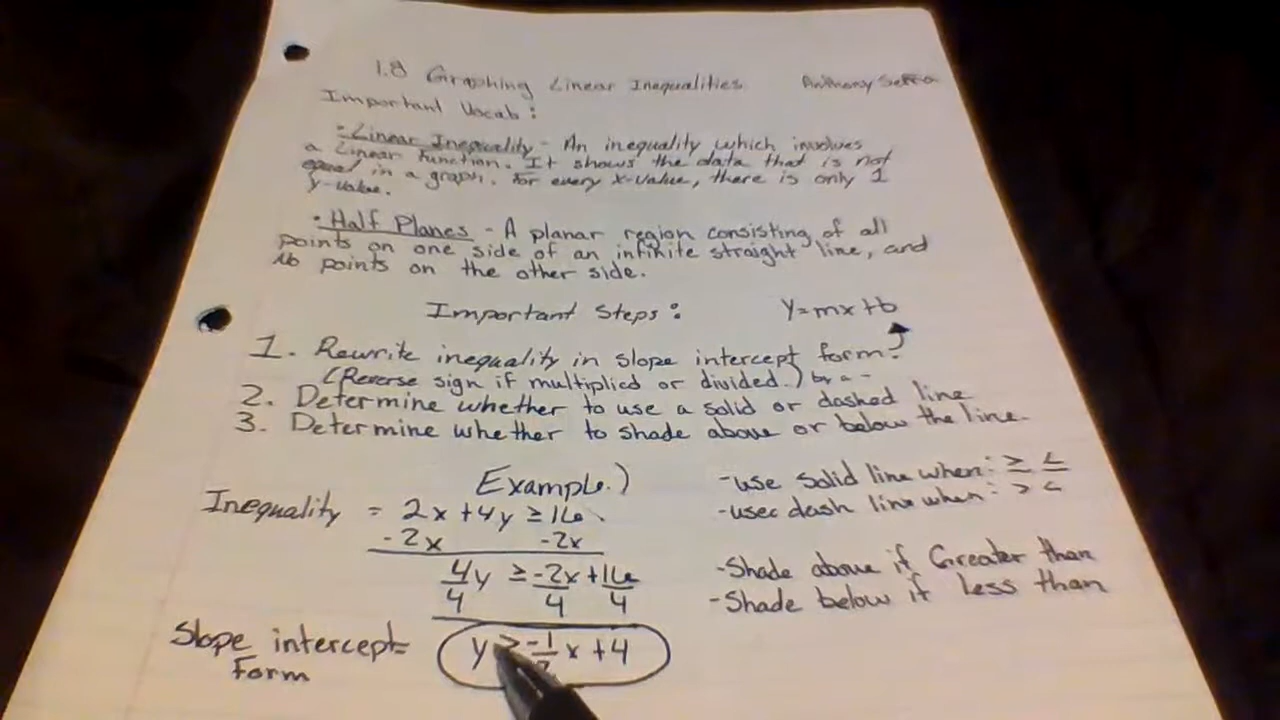 1.8 Graphing Linear Inequalities Anthony
Important Vocab:
- Linear Inequality - An inequality which involves
a Linear function. It shows the data that is not
equal in a graph. For every x-value, there is only 1
y-value.
• Half Planes - A planar region consisting of all
points on one side of an infinite straight line, and
No points on the other side.
Important Steps: y=mx+b
1. Rewrite inequality in slope intercept form.
(Reverse sign if multiplied or divided.) by a -
2. Determine whether to use a solid or dashed line
3. Determine whether to shade above or below the line.
Example.)
-use solid line when: ≥ ≤
-use dash line when: > <
Inequality = 2x+4y ≥ 16
-2x -2x
4y ≥ -2x + 16
4 4 4
-Shade above if Greater than
-Shade below if Less than
Slope intercept = y ≥ -1/2 x + 4
Form